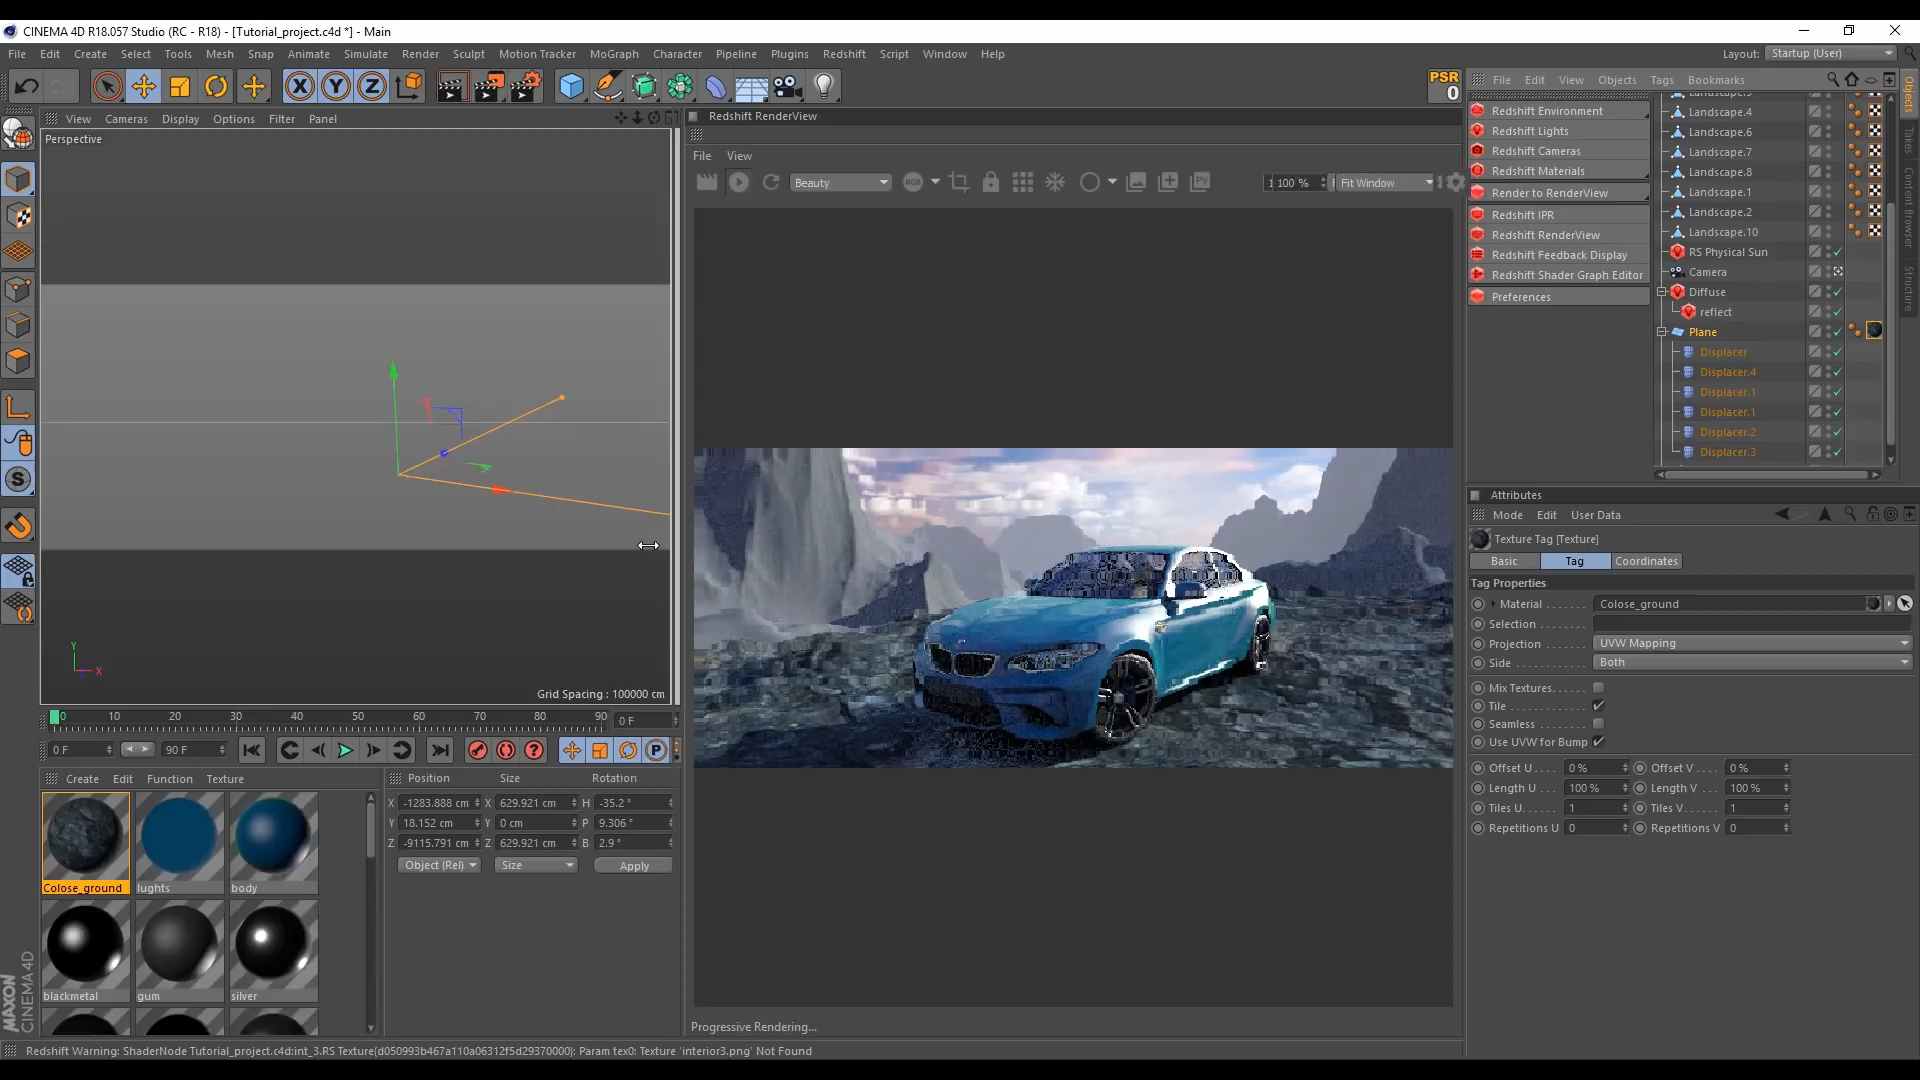 CINEMA 4D R18.057 Studio (RC - R18) - [Tutorial_project.c4d *] - Main
File Edit Create Select Tools Mesh Snap Animate Simulate Render Sculpt Motion Tracker MoGraph Character Pipeline Plugins Redshift Script Window Help
Layout: Startup (User)
X Y Z
PSR
0
File Edit View Objects Tags Bookmarks
Objects
Takes
Content Browser
Structure
View Cameras Display Options Filter Panel
Perspective
Grid Spacing : 100000 cm
Y
X
Redshift RenderView
File View
Beauty
RGB
PV
100 %
Fit Window
Progressive Rendering...
Redshift Environment
Redshift Lights
Redshift Cameras
Redshift Materials
Render to RenderView
Redshift IPR
Redshift RenderView
Redshift Feedback Display
Redshift Shader Graph Editor
Preferences
Landscape.4
Landscape.6
Landscape.7
Landscape.8
Landscape.1
Landscape.2
Landscape.10
RS Physical Sun
Camera
Diffuse
reflect
Plane
Displacer
Displacer.4
Displacer.1
Displacer.1
Displacer.2
Displacer.3
Attributes
Mode Edit User Data
Texture Tag [Texture]
Basic Tag Coordinates
Tag Properties
Material . . . . . . . Colose_ground
Selection . . . . . . .
Projection . . . . . . UVW Mapping
Side . . . . . . . . . . Both
Mix Textures. . . . . .
Tile . . . . . . . . . . .
Seamless . . . . . . .
Use UVW for Bump
Offset U . . . . 0 % Offset V . . . . 0 %
Length U . . . 100 % Length V . . . 100 %
Tiles U. . . . . 1 Tiles V. . . . . 1
Repetitions U 0 Repetitions V 0
0 10 20 30 40 50 60 70 80 90 0 F
0 F 90 F
P
Create Edit Function Texture
Colose_ground lughts body
blackmetal gum silver
Position Size Rotation
X -1283.888 cm X 629.921 cm H -35.2 °
Y 18.152 cm Y 0 cm P 9.306 °
Z -9115.791 cm Z 629.921 cm B 2.9 °
Object (Rel) Size Apply
MAXON
CINEMA 4D
Redshift Warning: ShaderNode Tutorial_project.c4d:int_3.RS Texture(d050993b467a110a06312f5d29370000): Param tex0: Texture 'interior3.png' Not Found